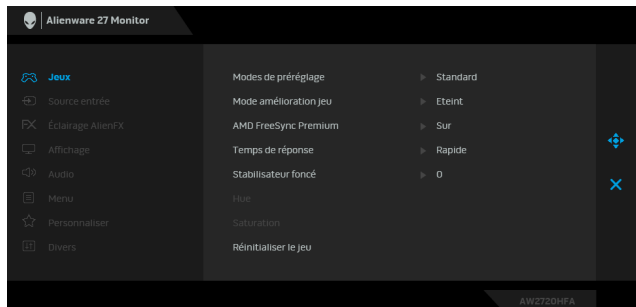 Alienware 27 Monitor
Jeux
Source entrée
Éclairage AlienFX
Affichage
Audio
Menu
Personnaliser
Divers
Modes de préréglage Standard
Mode amélioration jeu Eteint
AMD FreeSync Premium Sur
Temps de réponse Rapide
Stabilisateur foncé 0
Hue
Saturation
Réinitialiser le jeu
AW2720HFA